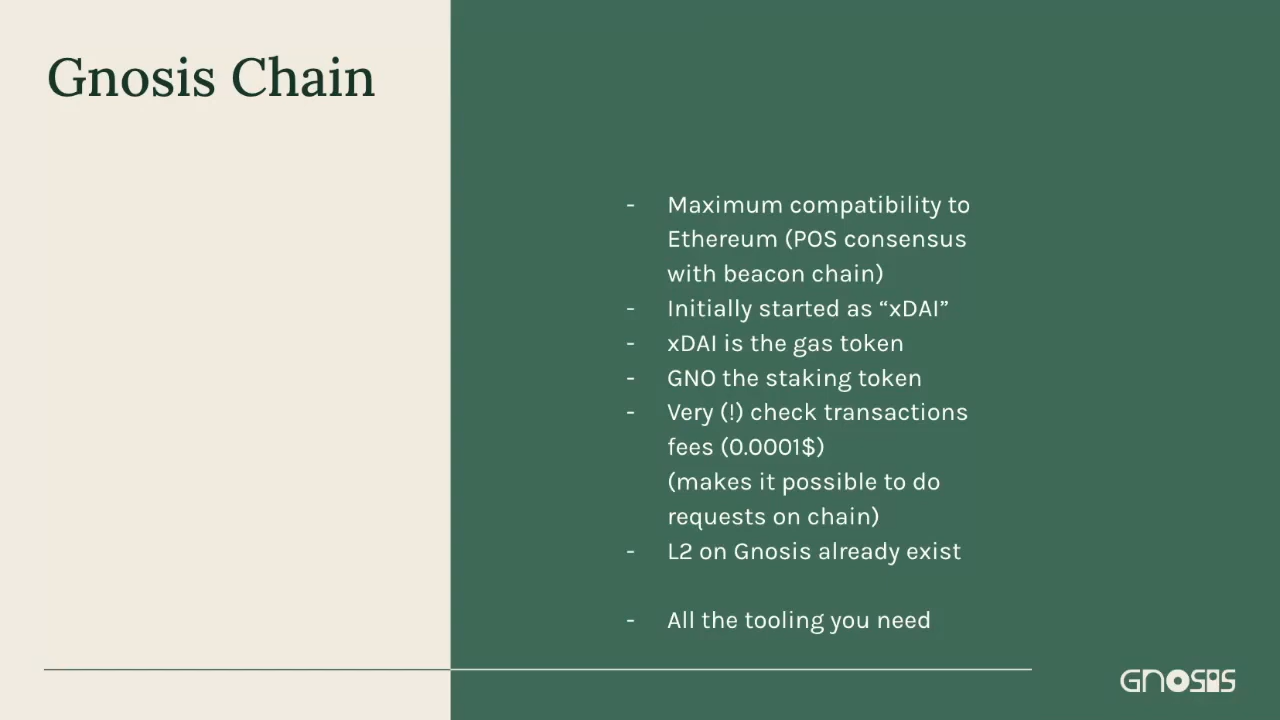 Gnosis Chain
- Maximum compatibility to
Ethereum (POS consensus
with beacon chain)
- Initially started as “xDAI”
- xDAI is the gas token
- GNO the staking token
- Very (!) check transactions
fees (0.0001$)
(makes it possible to do
requests on chain)
- L2 on Gnosis already exist
- All the tooling you need
GNOSIS